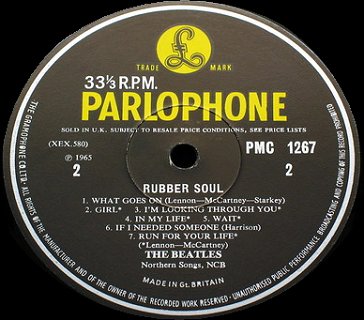 £
TRADE MARK
33⅓ R.P.M.
PARLOPHONE
SOLD IN U.K. SUBJECT TO RESALE PRICE CONDITIONS, SEE PRICE LISTS
(XEX.580)
PMC 1267
℗ 1965
2
2
RUBBER SOUL
1. WHAT GOES ON (Lennon—McCartney—Starkey)
2. GIRL* 3. I'M LOOKING THROUGH YOU*
4. IN MY LIFE* 5. WAIT*
6. IF I NEEDED SOMEONE (Harrison)
7. RUN FOR YOUR LIFE*
(*Lennon—McCartney)
THE BEATLES
Northern Songs, NCB
MADE IN Gt. BRITAIN
THE GRAMOPHONE CO. LTD. ALL RIGHTS OF THE MANUFACTURER AND OF THE OWNER OF THE RECORDED WORK RESERVED · UNAUTHORISED PUBLIC PERFORMANCE, BROADCASTING AND COPYING OF THIS RECORD PROHIBITED